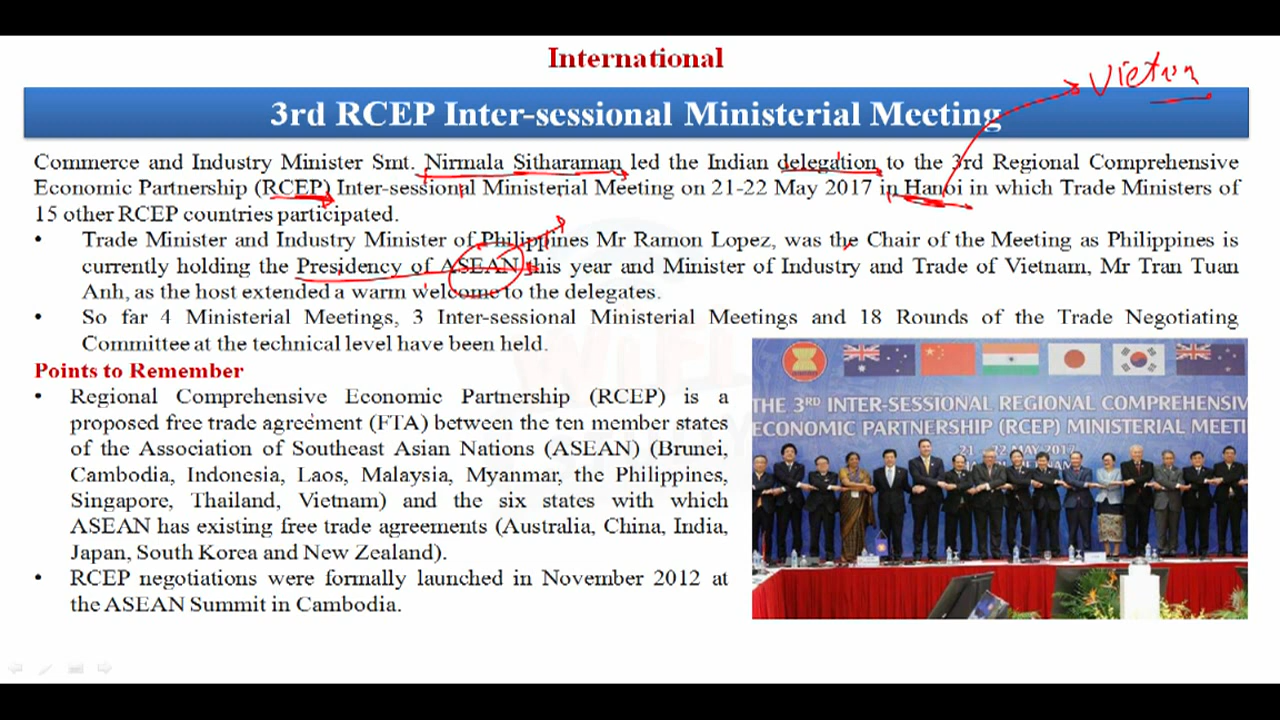 International
Vietnm
3rd RCEP Inter-sessional Ministerial Meeting
Commerce and Industry Minister Smt. Nirmala Sitharaman led the Indian delegation to the 3rd Regional Comprehensive
Economic Partnership (RCEP) Inter-sessional Ministerial Meeting on 21-22 May 2017 in Hanoi in which Trade Ministers of
15 other RCEP countries participated.
• Trade Minister and Industry Minister of Philippines Mr Ramon Lopez, was the Chair of the Meeting as Philippines is
currently holding the Presidency of ASEAN this year and Minister of Industry and Trade of Vietnam, Mr Tran Tuan
Anh, as the host extended a warm welcome to the delegates.
• So far 4 Ministerial Meetings, 3 Inter-sessional Ministerial Meetings and 18 Rounds of the Trade Negotiating
Committee at the technical level have been held.
Points to Remember
• Regional Comprehensive Economic Partnership (RCEP) is a
proposed free trade agreement (FTA) between the ten member states
of the Association of Southeast Asian Nations (ASEAN) (Brunei,
Cambodia, Indonesia, Laos, Malaysia, Myanmar, the Philippines,
Singapore, Thailand, Vietnam) and the six states with which
ASEAN has existing free trade agreements (Australia, China, India,
Japan, South Korea and New Zealand).
• RCEP negotiations were formally launched in November 2012 at
the ASEAN Summit in Cambodia.
THE 3RD INTER-SESSIONAL REGIONAL COMPREHENSIV
ECONOMIC PARTNERSHIP (RCEP) MINISTERIAL MEETI
21-22 MAY 2017